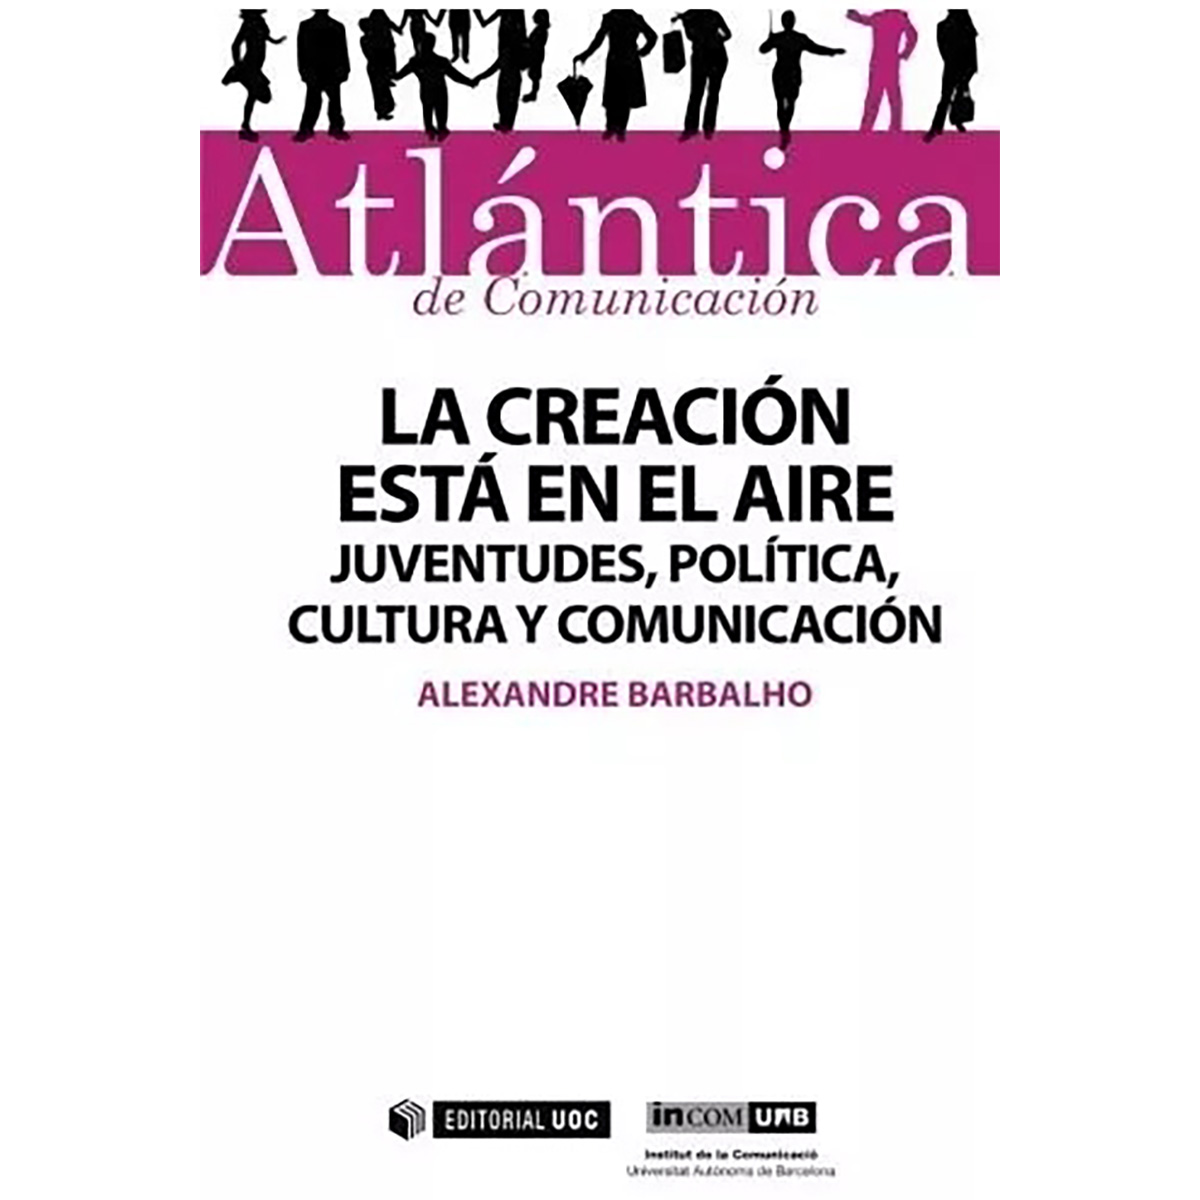 Atlántica
de Comunicación
LA CREACIÓN
ESTÁ EN EL AIRE
JUVENTUDES, POLÍTICA,
CULTURA Y COMUNICACIÓN
ALEXANDRE BARBALHO
EDITORIAL UOC
inCOM UAB
Institut de la Comunicació
Universitat Autònoma de Barcelona